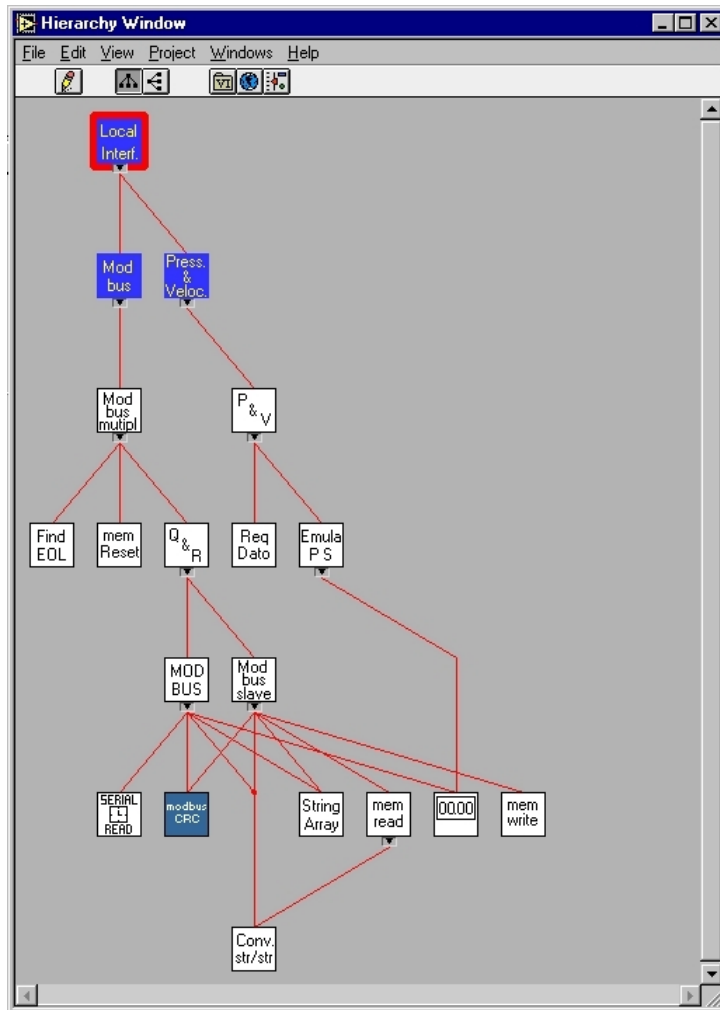 Hierarchy Window
File Edit View Project Windows Help
VI
Local
Interf.
Mod
bus
Press.
&
Veloc.
Mod
bus
mutipl
P
&
V
Find
EOL
mem
Reset
Q
&
R
Req
Dato
Emula
P S
MOD
BUS
Mod
bus
slave
SERIAL
READ
modbus
CRC
String
Array
mem
read
00.00
mem
write
Conv.
str/str